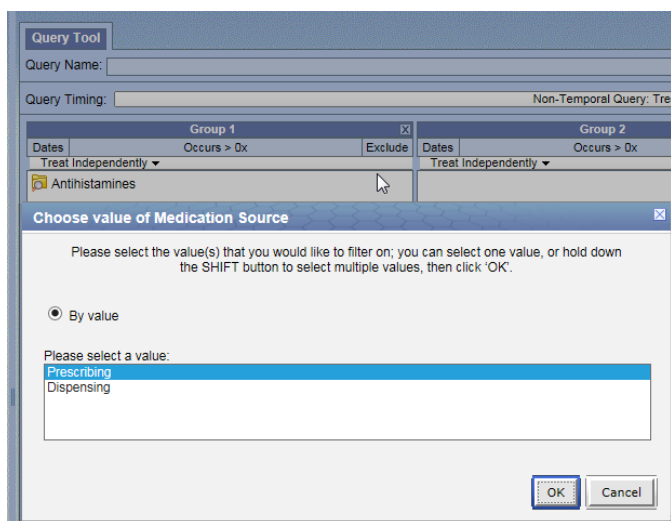 Query Tool
Query Name:
Query Timing: Non-Temporal Query: Tre
Group 1 X Group 2
Dates Occurs > 0x Exclude Dates Occurs > 0x
Treat Independently Treat Independently
Antihistamines
Choose value of Medication Source
Please select the value(s) that you would like to filter on; you can select one value, or hold down
the SHIFT button to select multiple values, then click 'OK'.
By value
Please select a value:
Prescribing
Dispensing
OK Cancel